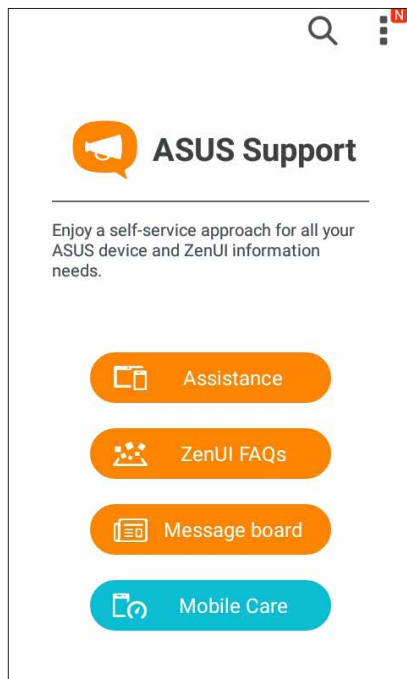 N
ASUS Support
Enjoy a self-service approach for all your
ASUS device and ZenUI information
needs.
Assistance
ZenUI FAQs
Message board
Mobile Care